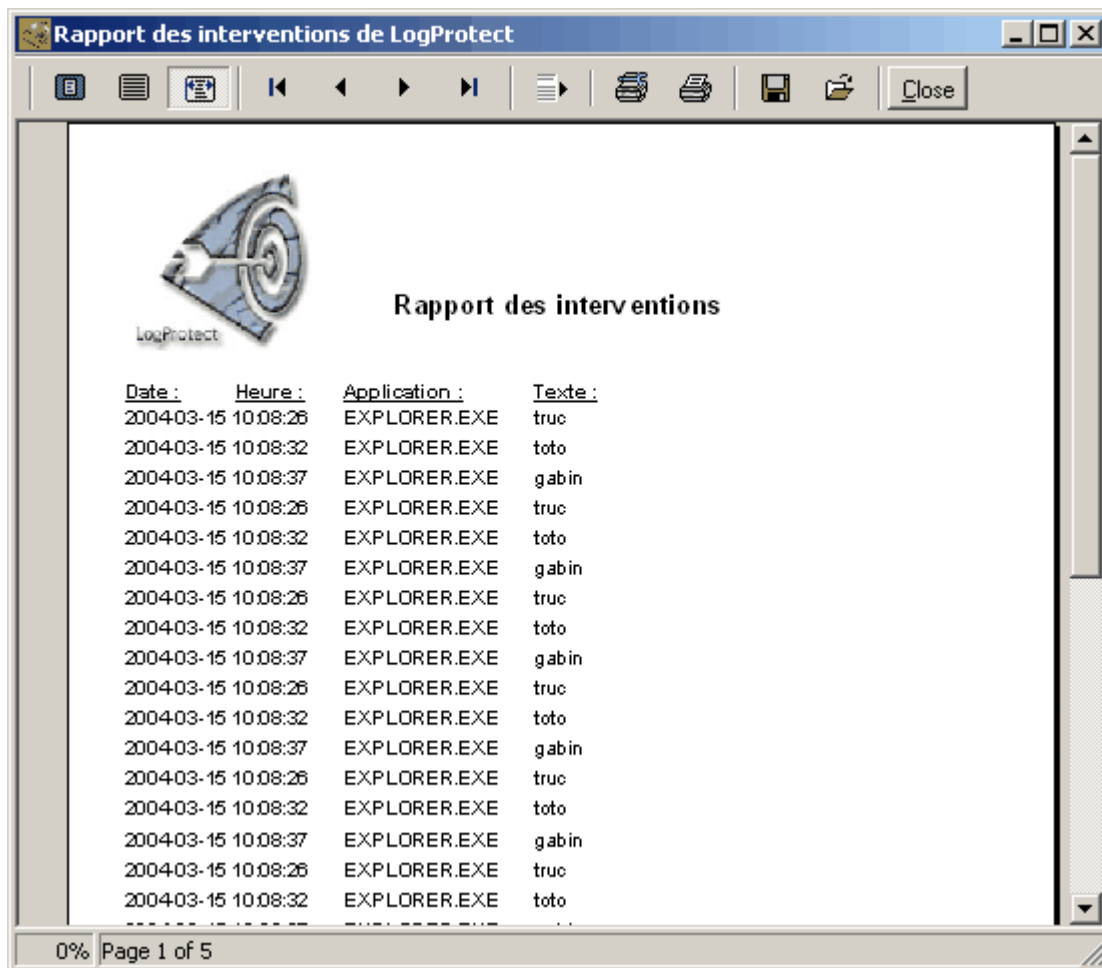 Rapport des interventions de LogProtect
Close
LogProtect
Rapport des interventions
Date : Heure : Application : Texte :
2004-03-15 10:08:26 EXPLORER.EXE truc
2004-03-15 10:08:32 EXPLORER.EXE toto
2004-03-15 10:08:37 EXPLORER.EXE gabin
2004-03-15 10:08:26 EXPLORER.EXE truc
2004-03-15 10:08:32 EXPLORER.EXE toto
2004-03-15 10:08:37 EXPLORER.EXE gabin
2004-03-15 10:08:26 EXPLORER.EXE truc
2004-03-15 10:08:32 EXPLORER.EXE toto
2004-03-15 10:08:37 EXPLORER.EXE gabin
2004-03-15 10:08:26 EXPLORER.EXE truc
2004-03-15 10:08:32 EXPLORER.EXE toto
2004-03-15 10:08:37 EXPLORER.EXE gabin
2004-03-15 10:08:26 EXPLORER.EXE truc
2004-03-15 10:08:32 EXPLORER.EXE toto
2004-03-15 10:08:37 EXPLORER.EXE gabin
2004-03-15 10:08:26 EXPLORER.EXE truc
2004-03-15 10:08:32 EXPLORER.EXE toto
0% Page 1 of 5